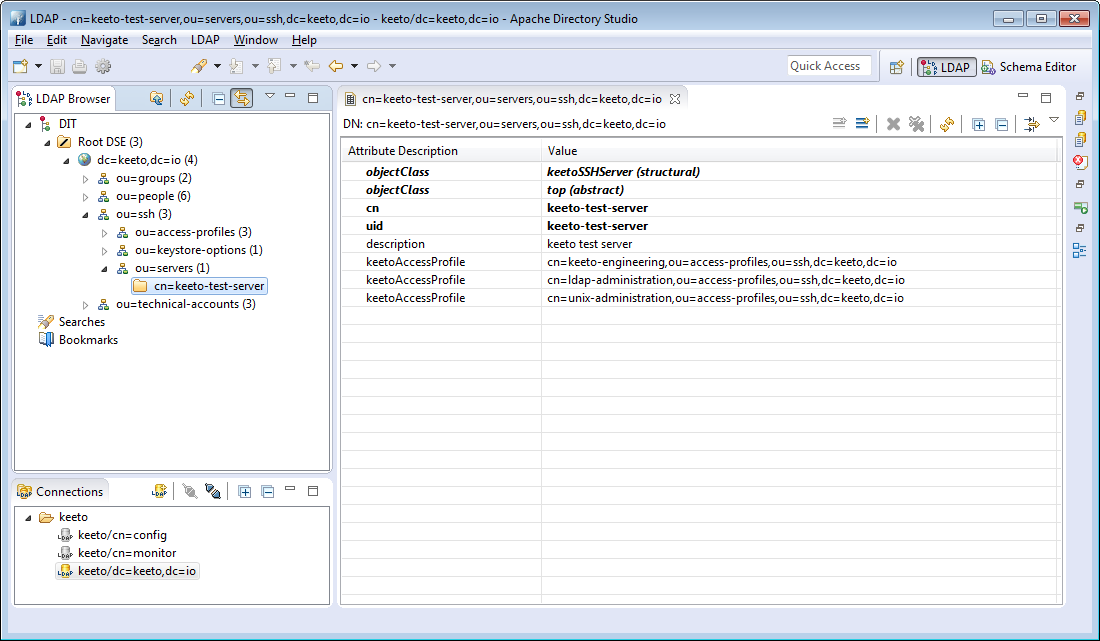 LDAP - cn=keeto-test-server,ou=servers,ou=ssh,dc=keeto,dc=io - keeto/dc=keeto,dc=io - Apache Directory Studio
File Edit Navigate Search LDAP Window Help
Quick Access LDAP Schema Editor
LDAP Browser
DIT
Root DSE (3)
dc=keeto,dc=io (4)
ou=groups (2)
ou=people (6)
ou=ssh (3)
ou=access-profiles (3)
ou=keystore-options (1)
ou=servers (1)
cn=keeto-test-server
ou=technical-accounts (3)
Searches
Bookmarks
Connections
LDAP
keeto
LDAP keeto/cn=config
LDAP keeto/cn=monitor
LDAP keeto/dc=keeto,dc=io
cn=keeto-test-server,ou=servers,ou=ssh,dc=keeto,dc=io
DN: cn=keeto-test-server,ou=servers,ou=ssh,dc=keeto,dc=io
Attribute Description Value
objectClass keetoSSHServer (structural)
objectClass top (abstract)
cn keeto-test-server
uid keeto-test-server
description keeto test server
keetoAccessProfile cn=keeto-engineering,ou=access-profiles,ou=ssh,dc=keeto,dc=io
keetoAccessProfile cn=ldap-administration,ou=access-profiles,ou=ssh,dc=keeto,dc=io
keetoAccessProfile cn=unix-administration,ou=access-profiles,ou=ssh,dc=keeto,dc=io